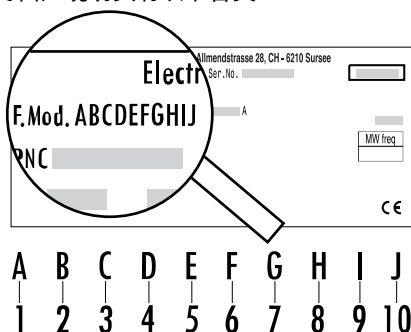 Allmendstrasse 28, CH - 6210 Sursee
Electr
Ser.No.
F.Mod. ABCDEFGHIJ
A
PNC
MW freq
CE
A B C D E F G H I J
1 2 3 4 5 6 7 8 9 10